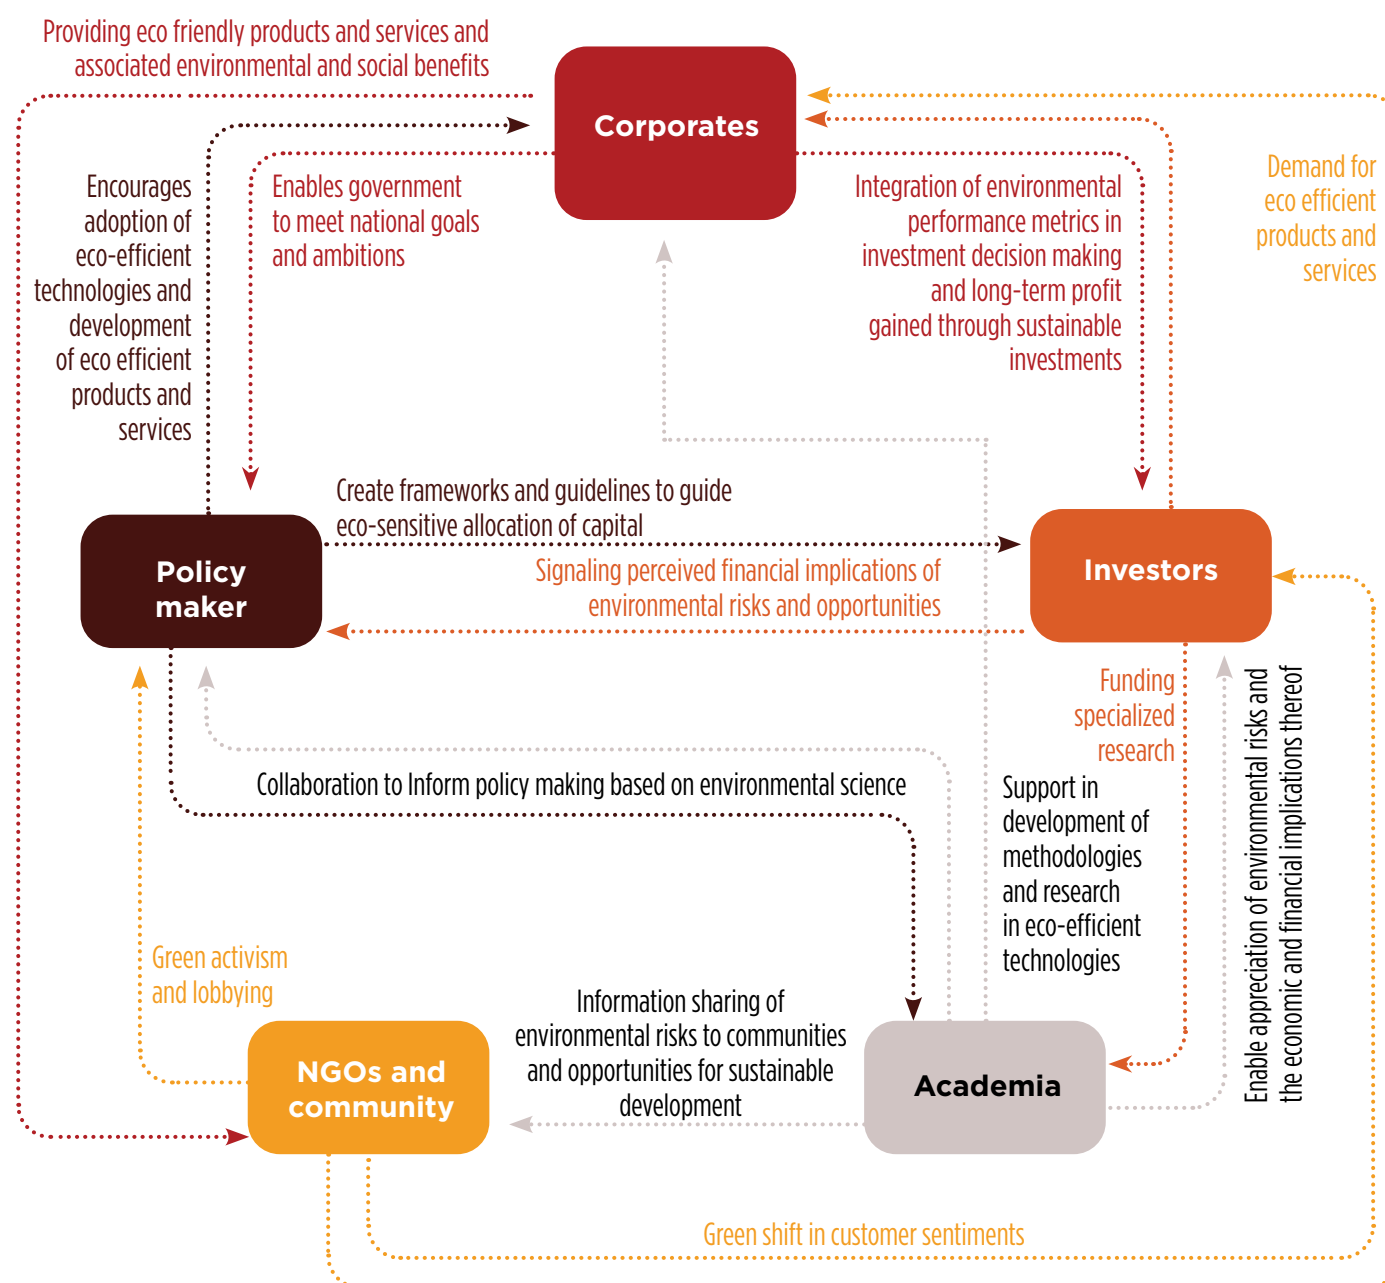 Providing eco friendly products and services and
associated environmental and social benefits
Corporates
Encourages
adoption of
eco-efficient
technologies and
development
of eco efficient
products and
services
Enables government
to meet national goals
and ambitions
Integration of environmental
performance metrics in
investment decision making
and long-term profit
gained through sustainable
investments
Demand for
eco efficient
products and
services
Create frameworks and guidelines to guide
eco-sensitive allocation of capital
Policy
maker
Signaling perceived financial implications of
environmental risks and opportunities
Investors
Funding
specialized
research
Collaboration to Inform policy making based on environmental science
Support in
development of
methodologies
and research
in eco-efficient
technologies
Enable appreciation of environmental risks and
the economic and financial implications thereof
Green activism
and lobbying
Information sharing of
environmental risks to communities
and opportunities for sustainable
development
NGOs and
community
Academia
Green shift in customer sentiments